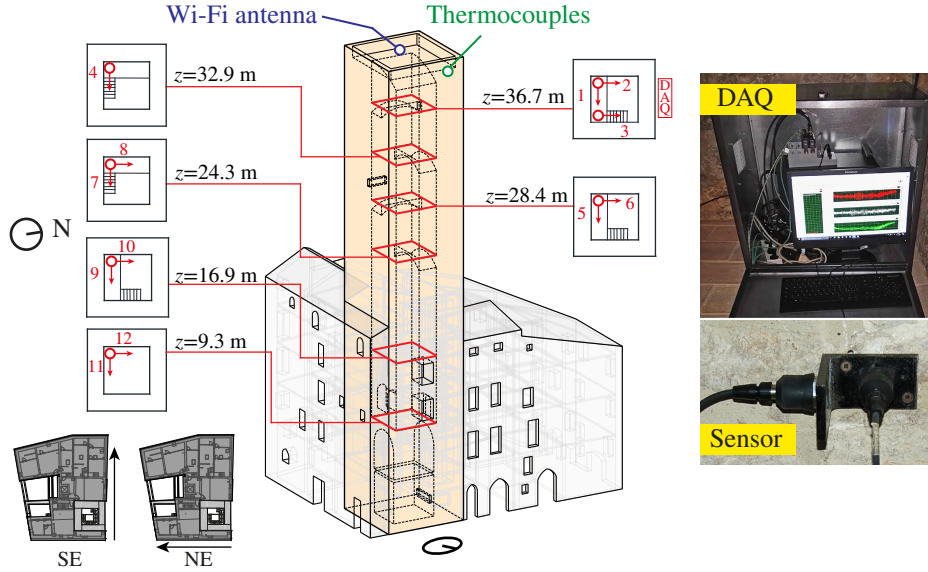 Wi-Fi antenna
Thermocouples
4
z=32.9 m
z=36.7 m
1
2
3
DAQ
DAQ
8
7
z=24.3 m
z=28.4 m
5
6
N
10
9
z=16.9 m
12
11
z=9.3 m
Sensor
SE
NE